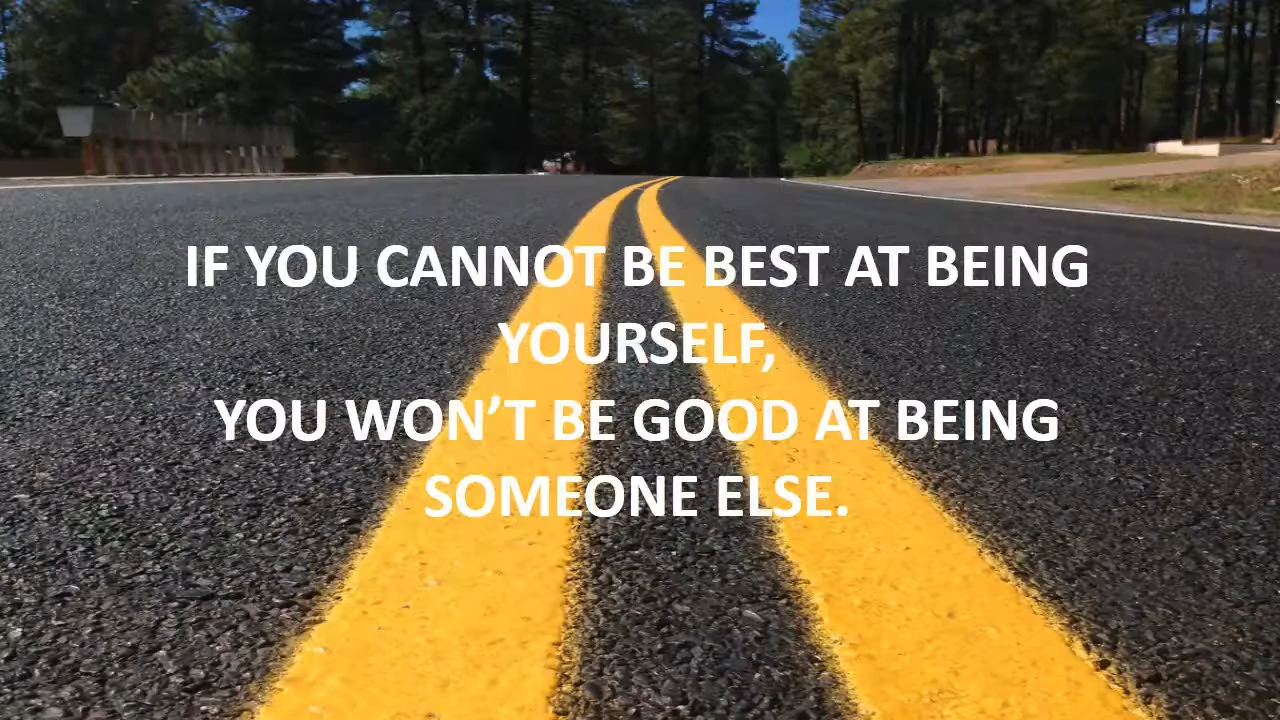 IF YOU CANNOT BE BEST AT BEING
YOURSELF,
YOU WON’T BE GOOD AT BEING
SOMEONE ELSE.